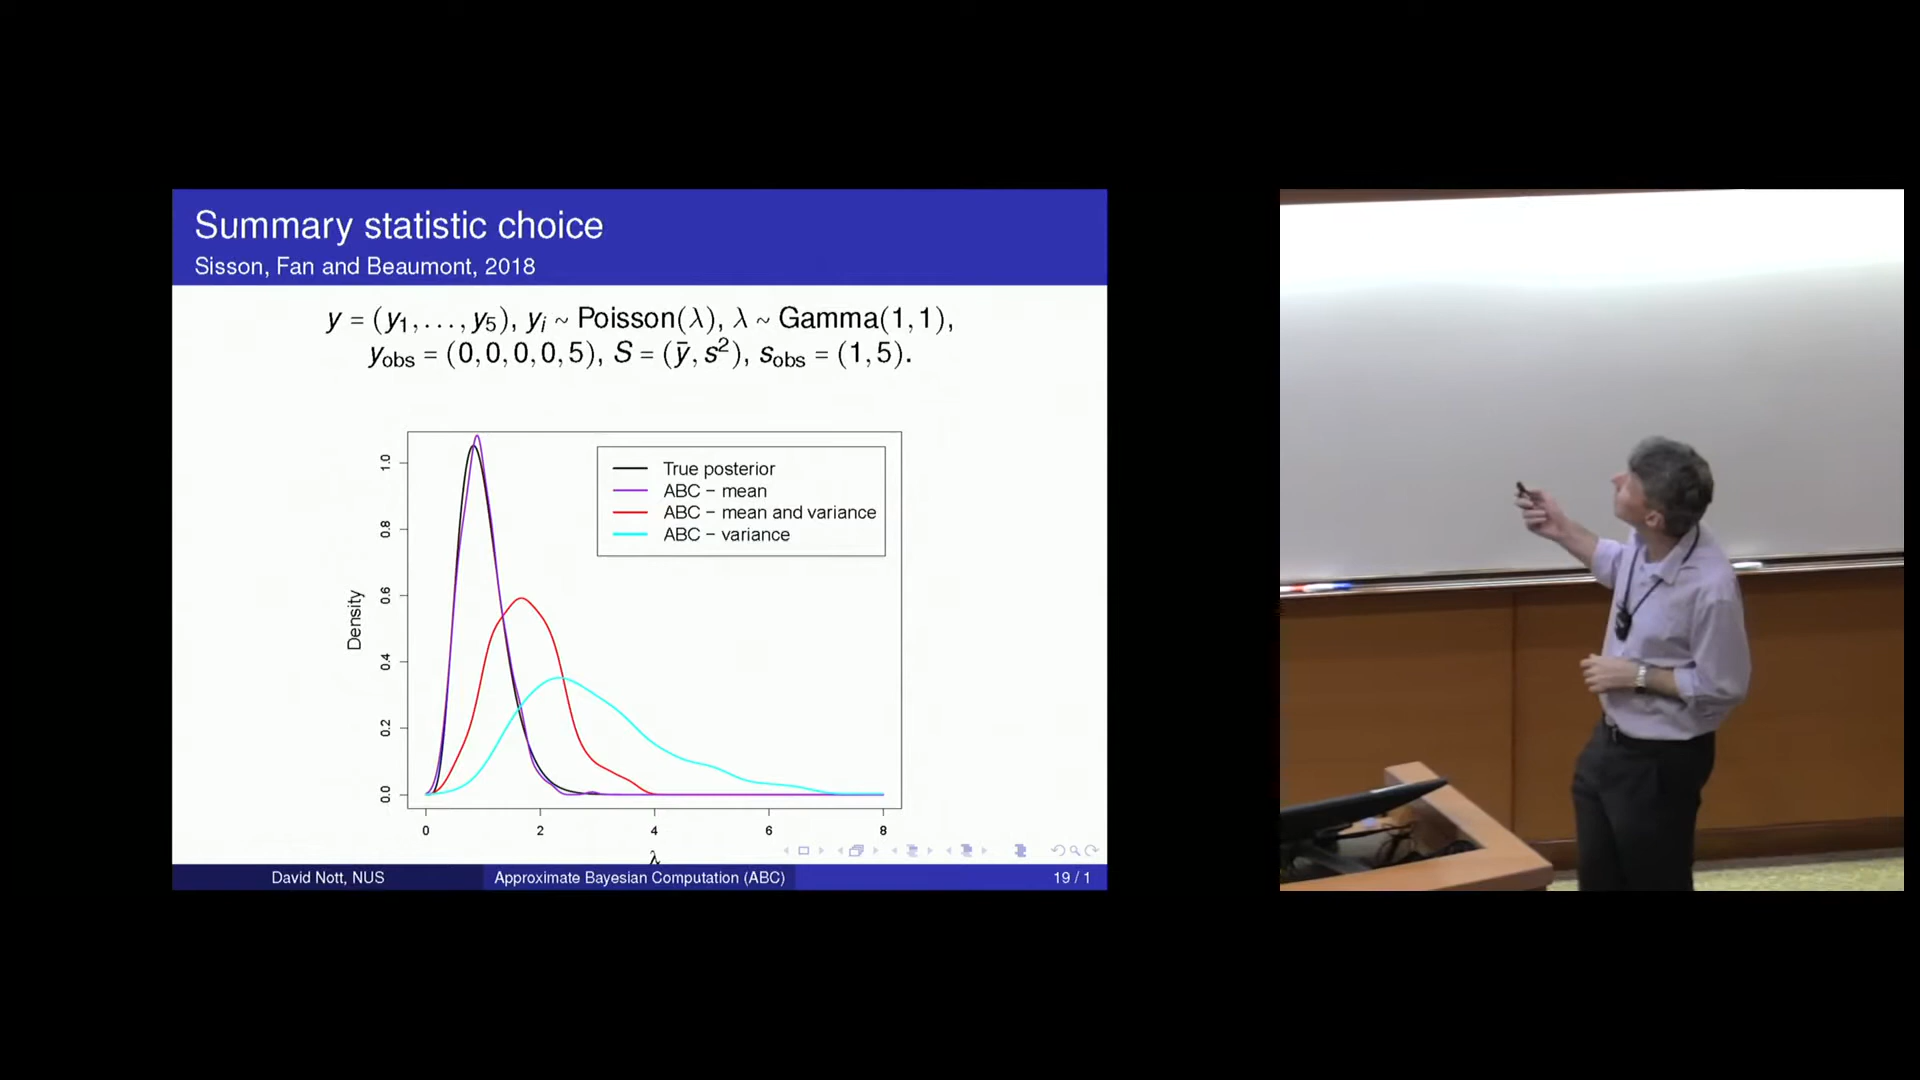 Summary statistic choice
Sisson, Fan and Beaumont, 2018
y = (y₁, . . . , y₅), yᵢ ~ Poisson(λ), λ ~ Gamma(1, 1),
y_obs = (0, 0, 0, 0, 5), S = (ȳ, s²), s_obs = (1, 5).
True posterior
ABC − mean
ABC − mean and variance
ABC − variance
Density
1.0
0.8
0.6
0.4
0.2
0.0
0 2 4 6 8
λ
David Nott, NUS Approximate Bayesian Computation (ABC) 19 / 1